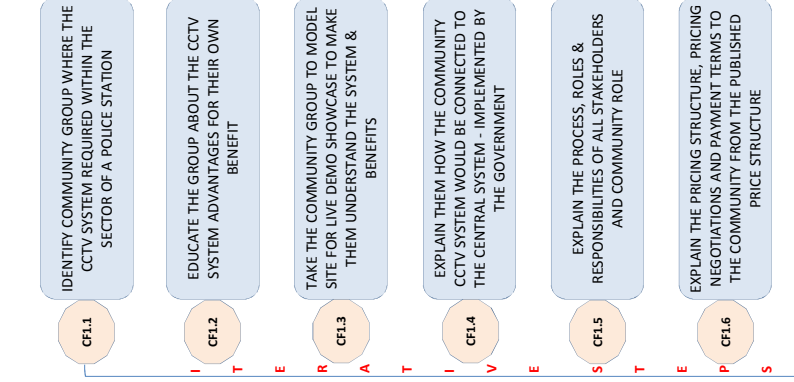 IDENTIFY COMMUNITY GROUP WHERE THE
CCTV SYSTEM REQUIRED WITHIN THE
SECTOR OF A POLICE STATION
CF1.1
EDUCATE THE GROUP ABOUT THE CCTV
SYSTEM ADVANTAGES FOR THEIR OWN
BENEFIT
CF1.2
TAKE THE COMMUNITY GROUP TO MODEL
SITE FOR LIVE DEMO SHOWCASE TO MAKE
THEM UNDERSTAND THE SYSTEM &
BENEFITS
CF1.3
EXPLAIN THEM HOW THE COMMUNITY
CCTV SYSTEM WOULD BE CONNECTED TO
THE CENTRAL SYSTEM - IMPLEMENTED BY
THE GOVERNMENT
CF1.4
EXPLAIN THE PROCESS, ROLES &
RESPONSIBILITIES OF ALL STAKEHOLDERS
AND COMMUNITY ROLE
CF1.5
EXPLAIN THE PRICING STRUCTURE, PRICING
NEGOTIATIONS AND PAYMENT TERMS TO
THE COMMUNITY FROM THE PUBLISHED
PRICE STRUCTURE
CF1.6
ITERATIVE STEPS